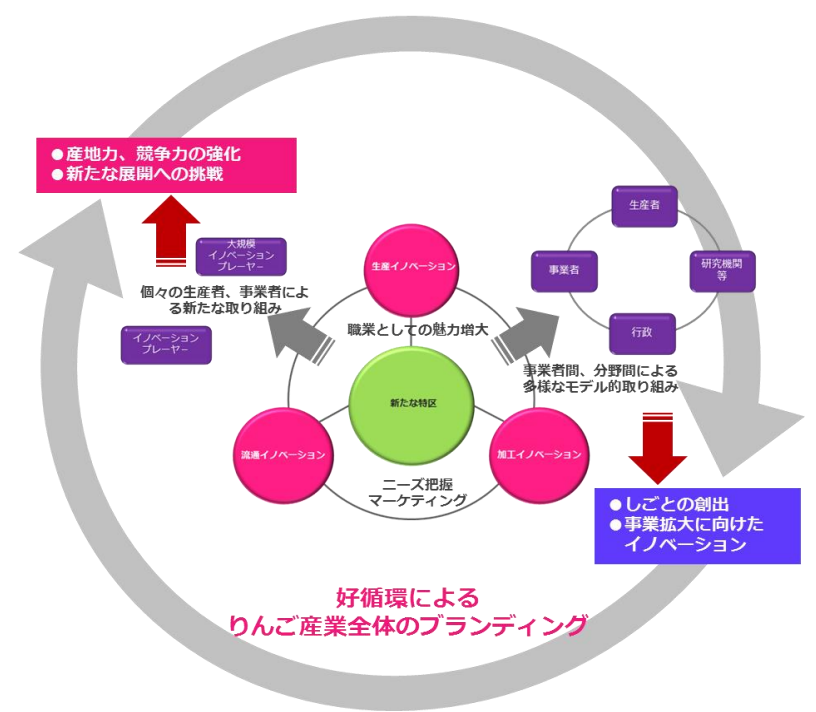 ●産地力、競争力の強化
●新たな展開への挑戦
大規模
イノベーション
プレーヤー
個々の生産者、事業者によ
る新たな取り組み
イノベーション
プレーヤー
生産イノベーション
職業としての魅力増大
新たな特区
流通イノベーション
加工イノベーション
ニーズ把握
マーケティング
生産者
事業者
研究機関
等
行政
事業者間、分野間による
多様なモデル的取り組み
●しごとの創出
●事業拡大に向けた
イノベーション
好循環による
りんご産業全体のブランディング